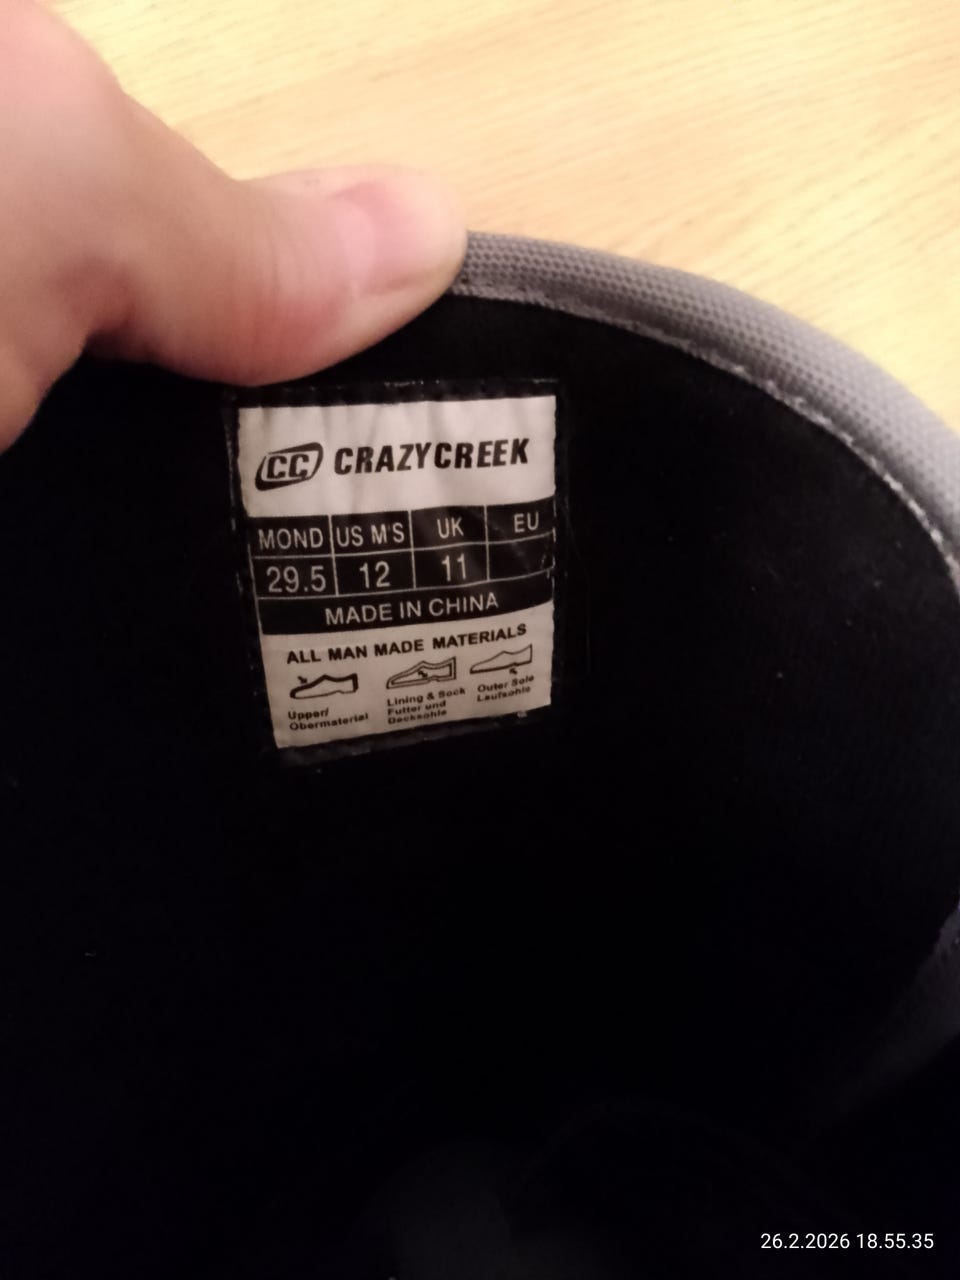 CC CRAZYCREEK
MOND US M'S UK EU
29.5 12 11
MADE IN CHINA
ALL MAN MADE MATERIALS
Upper/
Obermaterial
Lining & Sock
Futter und
Decksohle
Outer Sole
Laufsohle
26.2.2026 18.55.35